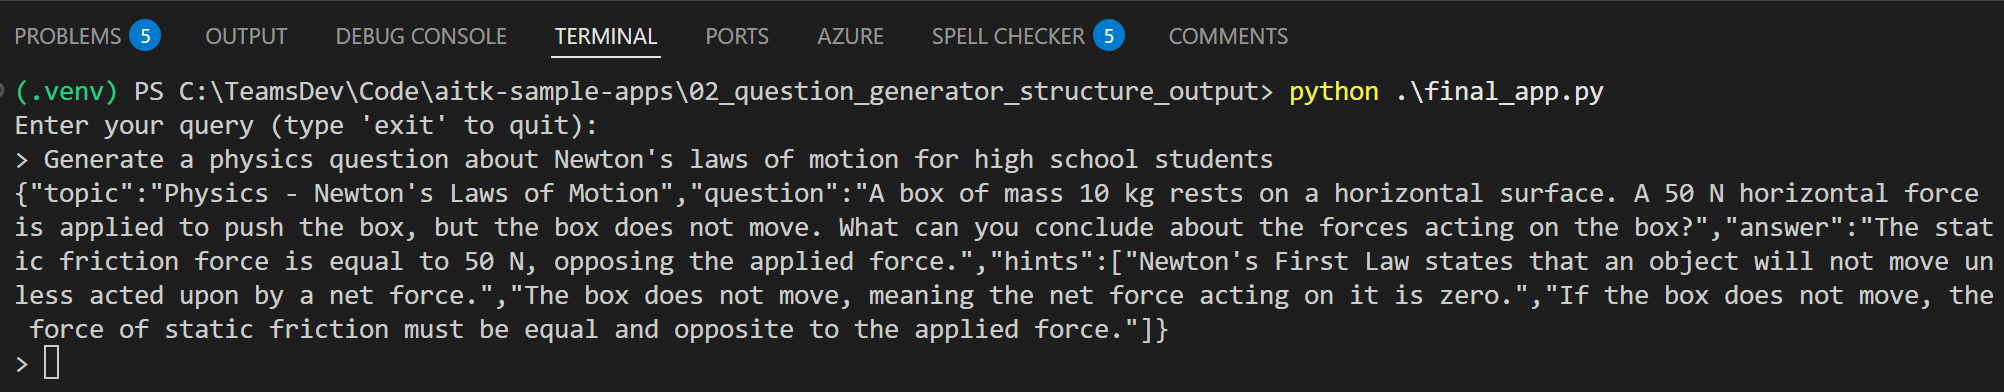 PROBLEMS 5 OUTPUT DEBUG CONSOLE TERMINAL PORTS AZURE SPELL CHECKER 5 COMMENTS
(.venv) PS C:\TeamsDev\Code\aitk-sample-apps\02_question_generator_structure_output> python .\final_app.py
Enter your query (type 'exit' to quit):
> Generate a physics question about Newton's laws of motion for high school students
{"topic":"Physics - Newton's Laws of Motion","question":"A box of mass 10 kg rests on a horizontal surface. A 50 N horizontal force
is applied to push the box, but the box does not move. What can you conclude about the forces acting on the box?","answer":"The stat
ic friction force is equal to 50 N, opposing the applied force.","hints":["Newton's First Law states that an object will not move un
less acted upon by a net force.","The box does not move, meaning the net force acting on it is zero.","If the box does not move, the
 force of static friction must be equal and opposite to the applied force."]}
>